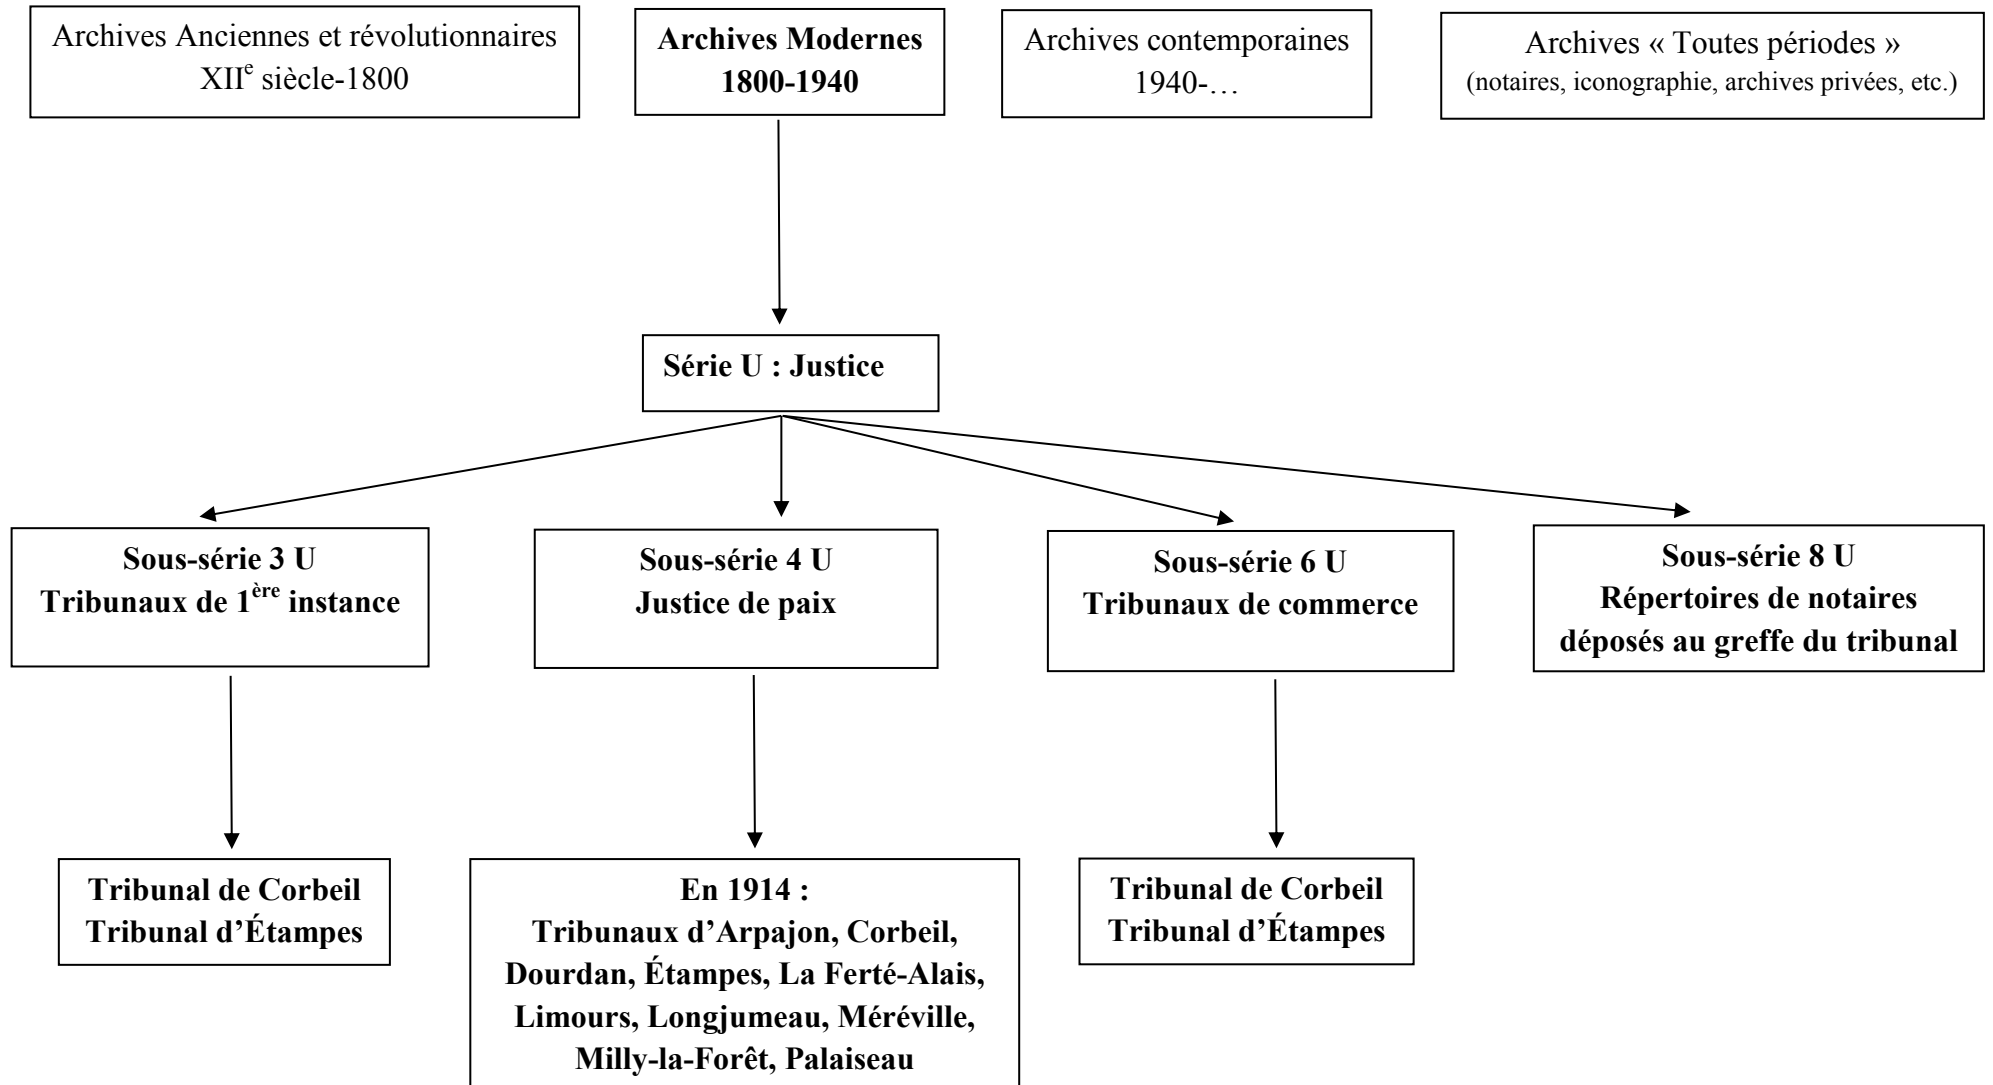 Archives Anciennes et révolutionnaires
XIIe siècle-1800
Archives Modernes
1800-1940
Archives contemporaines
1940-…
Archives « Toutes périodes »
(notaires, iconographie, archives privées, etc.)
Série U : Justice
Sous-série 3 U
Tribunaux de 1ère instance
Sous-série 4 U
Justice de paix
Sous-série 6 U
Tribunaux de commerce
Sous-série 8 U
Répertoires de notaires
déposés au greffe du tribunal
Tribunal de Corbeil
Tribunal d’Étampes
En 1914 :
Tribunaux d’Arpajon, Corbeil,
Dourdan, Étampes, La Ferté-Alais,
Limours, Longjumeau, Méréville,
Milly-la-Forêt, Palaiseau
Tribunal de Corbeil
Tribunal d’Étampes